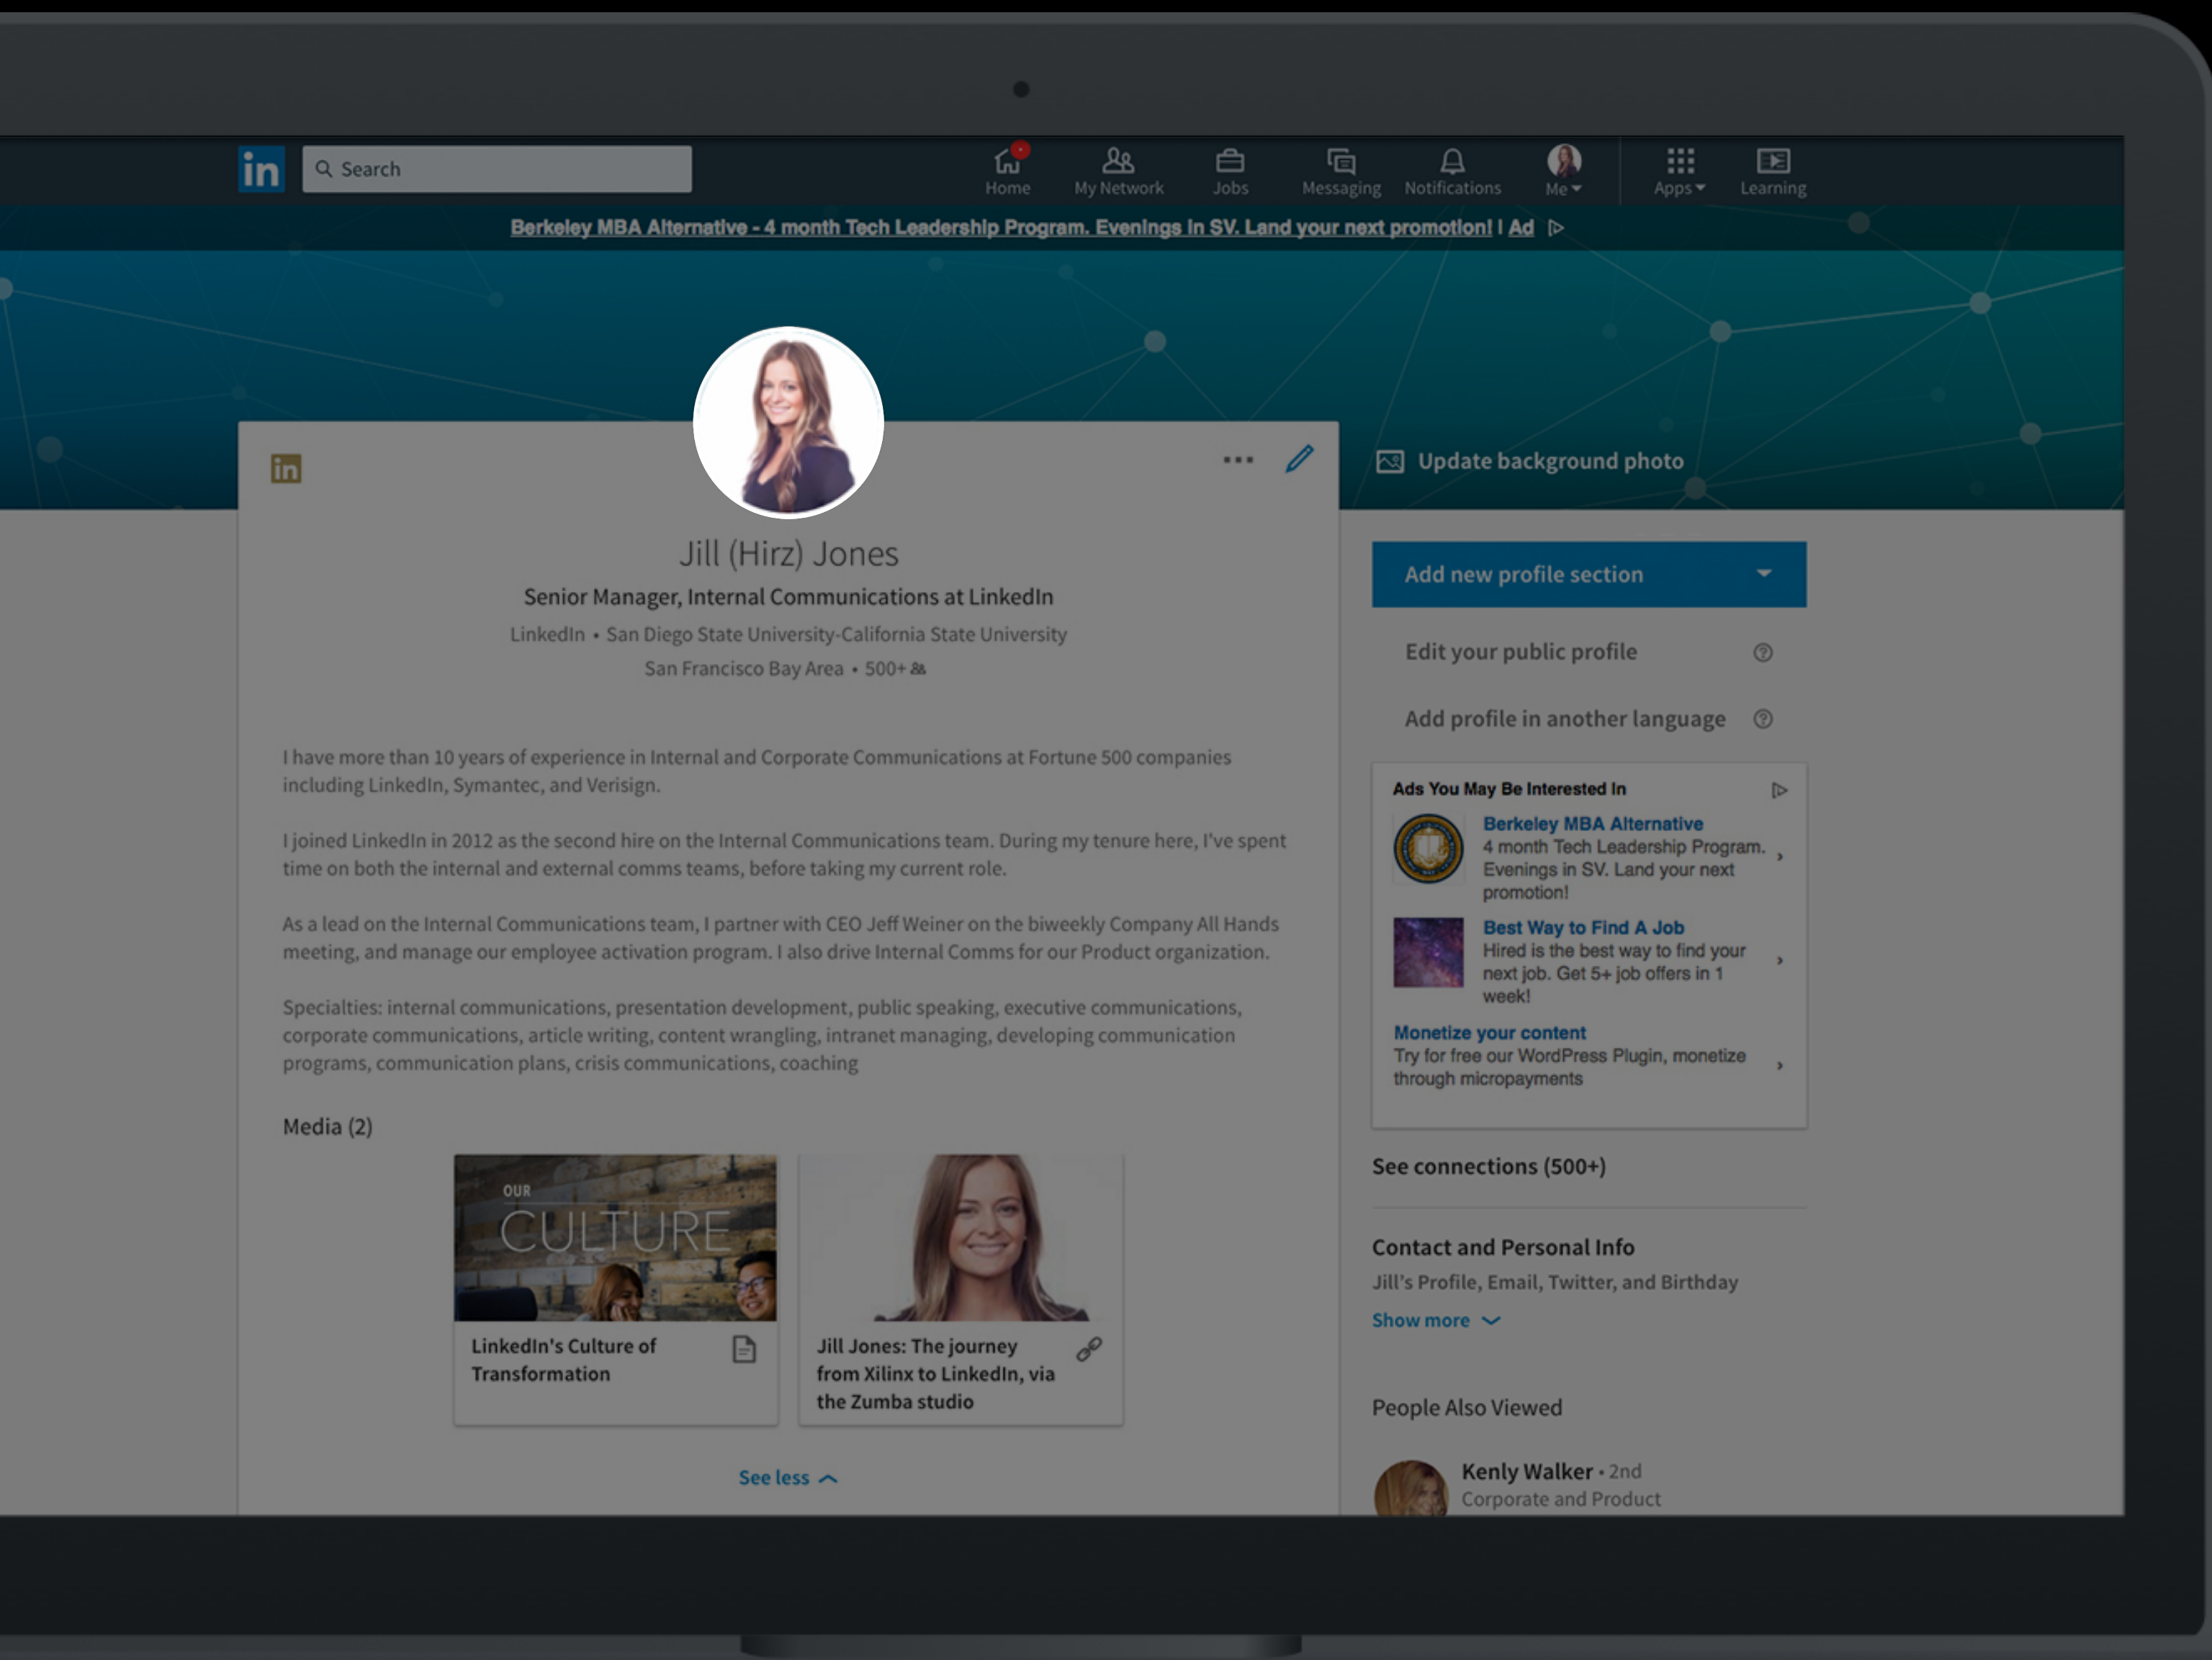 in
Search
Home
My Network
Jobs
Messaging
Notifications
Me
Apps
Learning
Berkeley MBA Alternative - 4 month Tech Leadership Program. Evenings in SV. Land your next promotion! | Ad
in
Update background photo
Jill (Hirz) Jones
Senior Manager, Internal Communications at LinkedIn
LinkedIn • San Diego State University-California State University
San Francisco Bay Area • 500+
I have more than 10 years of experience in Internal and Corporate Communications at Fortune 500 companies
including LinkedIn, Symantec, and Verisign.
I joined LinkedIn in 2012 as the second hire on the Internal Communications team. During my tenure here, I've spent
time on both the internal and external comms teams, before taking my current role.
As a lead on the Internal Communications team, I partner with CEO Jeff Weiner on the biweekly Company All Hands
meeting, and manage our employee activation program. I also drive Internal Comms for our Product organization.
Specialties: internal communications, presentation development, public speaking, executive communications,
corporate communications, article writing, content wrangling, intranet managing, developing communication
programs, communication plans, crisis communications, coaching
Media (2)
OUR
CULTURE
LinkedIn's Culture of
Transformation
Jill Jones: The journey
from Xilinx to LinkedIn, via
the Zumba studio
See less
Add new profile section
Edit your public profile
Add profile in another language
Ads You May Be Interested In
Berkeley MBA Alternative
4 month Tech Leadership Program.
Evenings in SV. Land your next
promotion!
Best Way to Find A Job
Hired is the best way to find your
next job. Get 5+ job offers in 1
week!
Monetize your content
Try for free our WordPress Plugin, monetize
through micropayments
See connections (500+)
Contact and Personal Info
Jill's Profile, Email, Twitter, and Birthday
Show more
People Also Viewed
Kenly Walker • 2nd
Corporate and Product